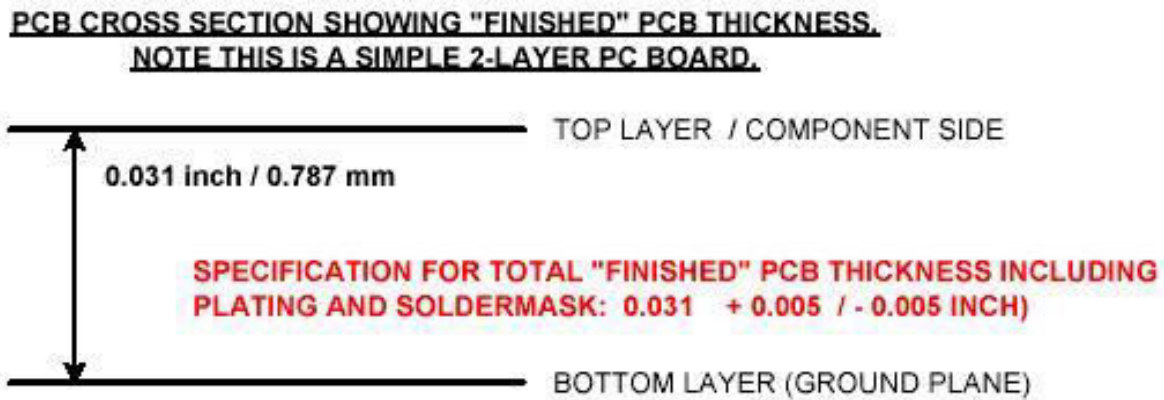 PCB CROSS SECTION SHOWING "FINISHED" PCB THICKNESS.
NOTE THIS IS A SIMPLE 2-LAYER PC BOARD.
TOP LAYER / COMPONENT SIDE
0.031 inch / 0.787 mm
SPECIFICATION FOR TOTAL "FINISHED" PCB THICKNESS INCLUDING
PLATING AND SOLDERMASK: 0.031 + 0.005 / - 0.005 INCH)
BOTTOM LAYER (GROUND PLANE)